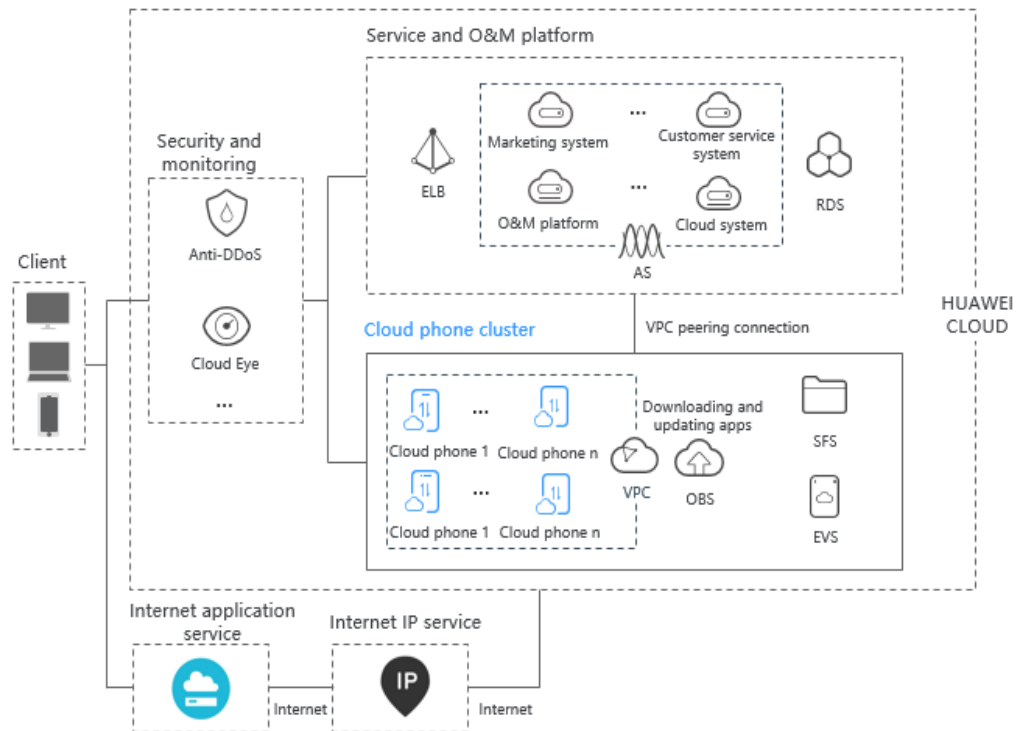 Service and O&M platform
Marketing system
...
Customer service
system
ELB
O&M platform
...
Cloud system
RDS
AS
Security and
monitoring
Anti-DDoS
Cloud Eye
...
Client
HUAWEI
CLOUD
VPC peering connection
Cloud phone cluster
Cloud phone 1
...
Cloud phone n
Downloading and
updating apps
SFS
Cloud phone 1
...
Cloud phone n
VPC
OBS
EVS
Internet application
service
Internet
Internet IP service
IP
Internet